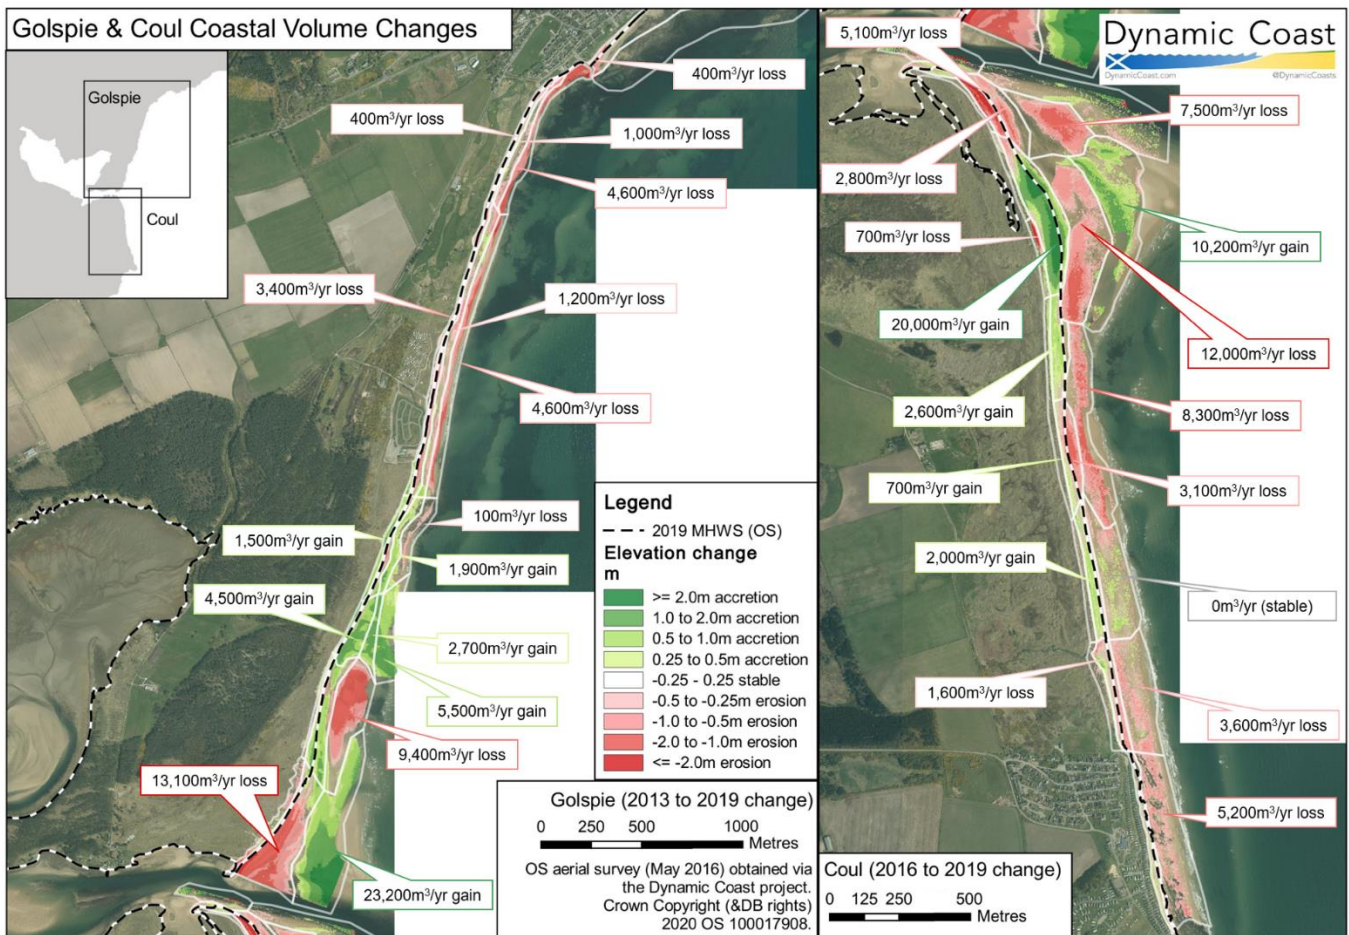 Golspie & Coul Coastal Volume Changes
Golspie
Coul
400m³/yr loss
400m³/yr loss
1,000m³/yr loss
4,600m³/yr loss
3,400m³/yr loss
1,200m³/yr loss
4,600m³/yr loss
100m³/yr loss
1,500m³/yr gain
1,900m³/yr gain
4,500m³/yr gain
2,700m³/yr gain
5,500m³/yr gain
9,400m³/yr loss
13,100m³/yr loss
23,200m³/yr gain
Legend
2019 MHWS (OS)
Elevation change
m
>= 2.0m accretion
1.0 to 2.0m accretion
0.5 to 1.0m accretion
0.25 to 0.5m accretion
-0.25 - 0.25 stable
-0.5 to -0.25m erosion
-1.0 to -0.5m erosion
-2.0 to -1.0m erosion
<= -2.0m erosion
Golspie (2013 to 2019 change)
0 250 500 1000
Metres
OS aerial survey (May 2016) obtained via
the Dynamic Coast project.
Crown Copyright (&DB rights)
2020 OS 100017908.
Dynamic Coast
DynamicCoast.com @DynamicCoasts
5,100m³/yr loss
7,500m³/yr loss
2,800m³/yr loss
700m³/yr loss
10,200m³/yr gain
20,000m³/yr gain
12,000m³/yr loss
2,600m³/yr gain
8,300m³/yr loss
700m³/yr gain
3,100m³/yr loss
2,000m³/yr gain
0m³/yr (stable)
1,600m³/yr loss
3,600m³/yr loss
5,200m³/yr loss
Coul (2016 to 2019 change)
0 125 250 500
Metres